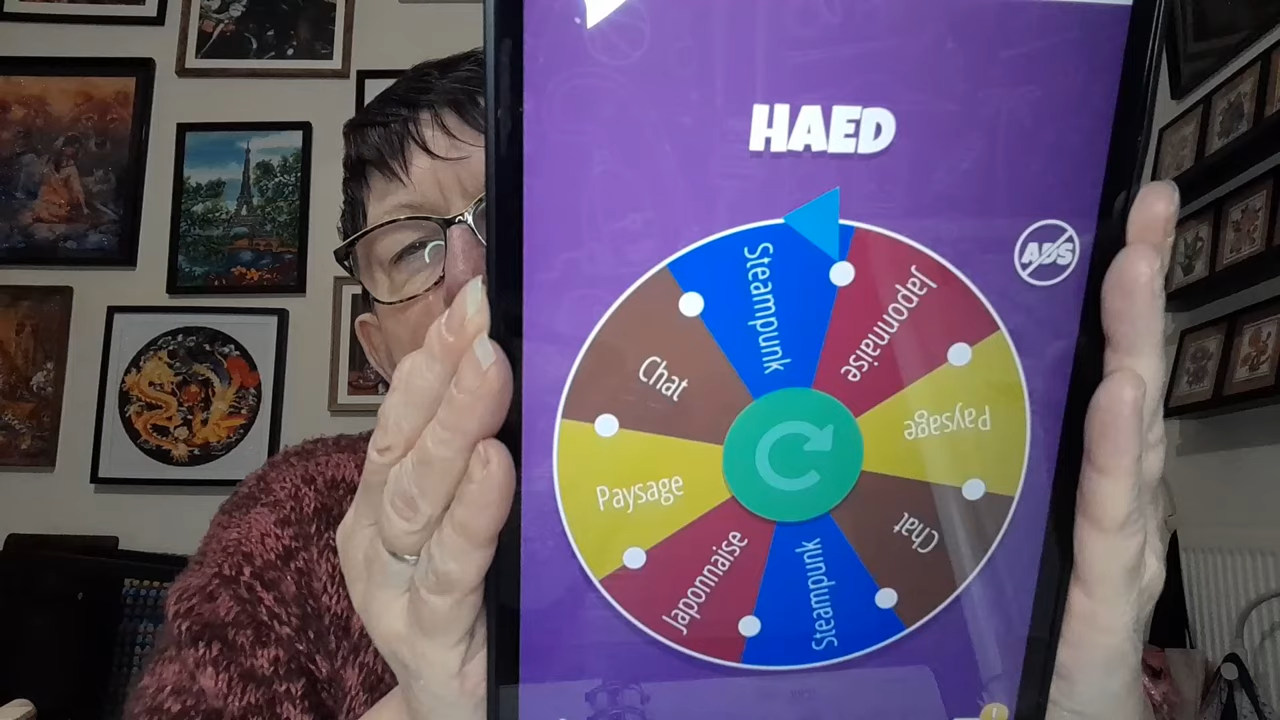 HAED
ADS
Steampunk
Japonnaise
Paysage
Chat
Steampunk
Japonnaise
Paysage
Chat